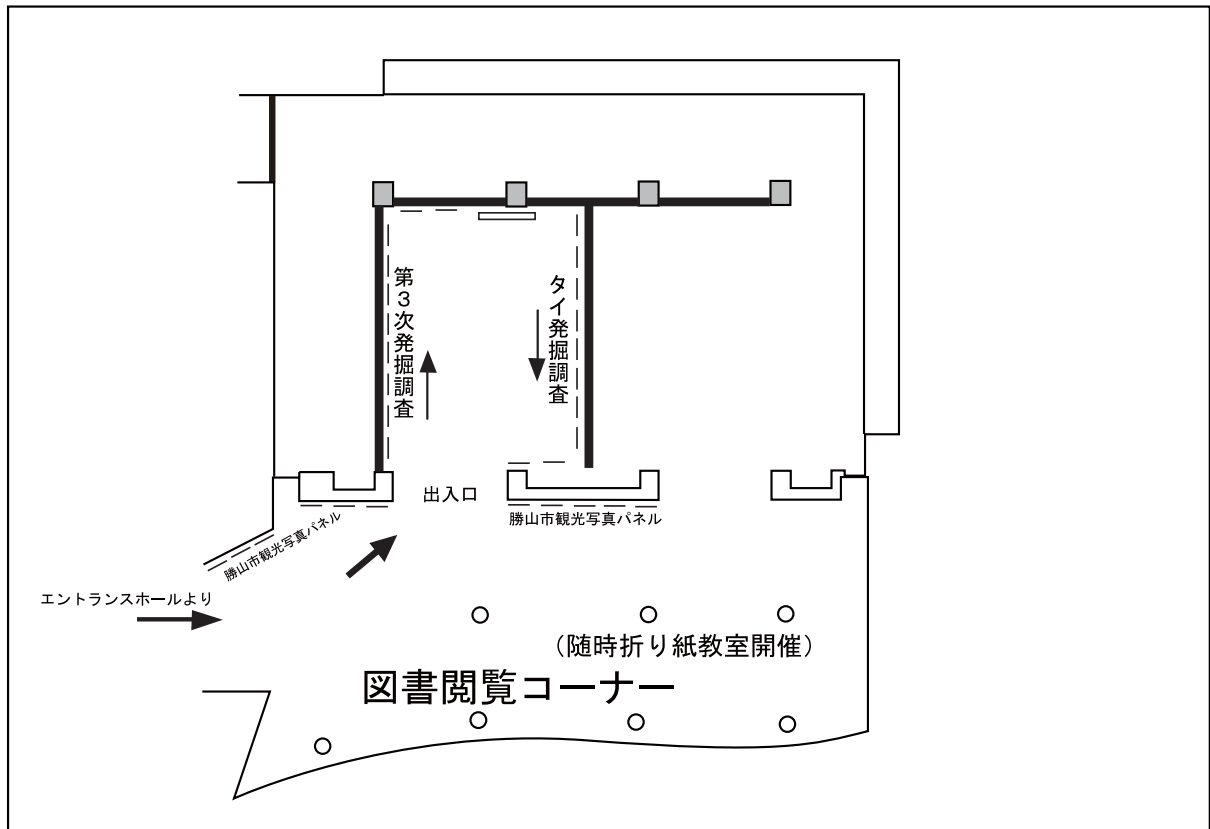 第3次発掘調査
タイ発掘調査
出入口
勝山市観光写真パネル
勝山市観光写真パネル
エントランスホールより
（随時折り紙教室開催）
図書閲覧コーナー